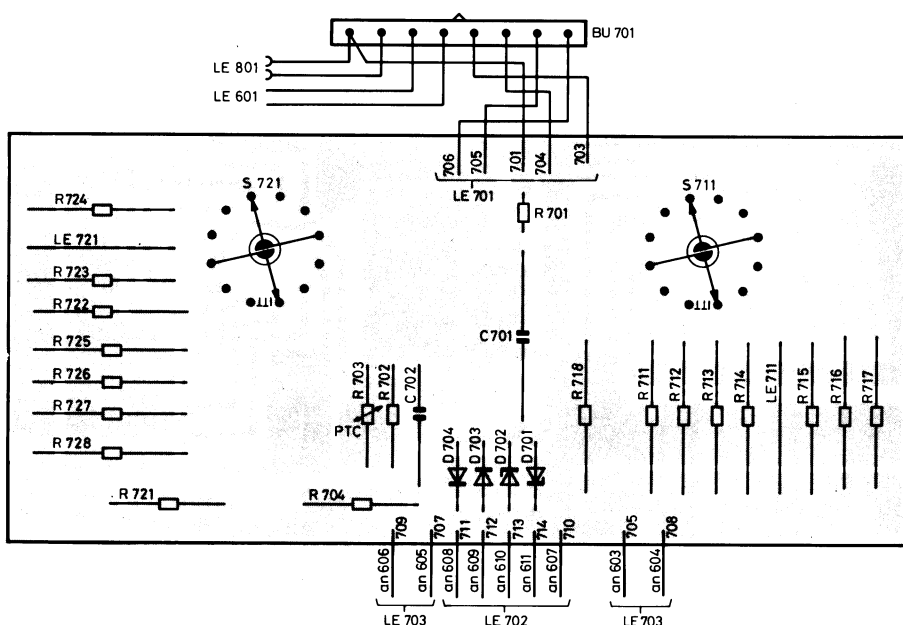 BU 701
LE 801
LE 601
706
705
701
704
703
LE 701
S 721
S 711
R 724
R 701
LE 721
R 723
R 722
C 701
R 725
R 726
R 727
R 728
R 703
R 702
C 702
PTC
R 718
R 711
R 712
R 713
R 714
LE 711
R 715
R 716
R 717
D 704
D 703
D 702
D 701
R 721
R 704
ITT
ITT
709
707
711
712
713
714
710
705
708
an 606
an 605
an 608
an 609
an 610
an 611
an 607
an 603
an 604
LE 703
LE 702
LE 703